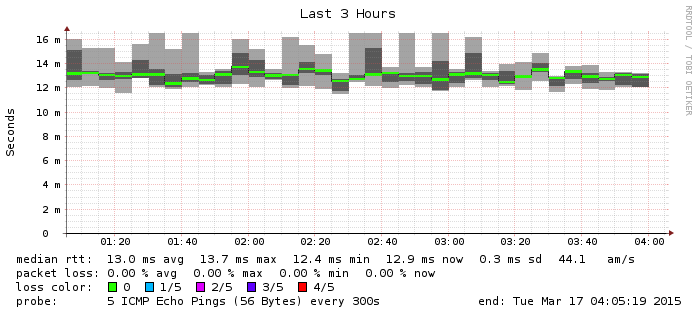 Last 3 Hours
RRDTOOL / TOBI OETIKER
Seconds
16 m
14 m
12 m
10 m
8 m
6 m
4 m
2 m
0
01:20 01:40 02:00 02:20 02:40 03:00 03:20 03:40 04:00
median rtt: 13.0 ms avg 13.7 ms max 12.4 ms min 12.9 ms now 0.3 ms sd 44.1 am/s
packet loss: 0.00 % avg 0.00 % max 0.00 % min 0.00 % now
loss color: 0 1/5 2/5 3/5 4/5
probe: 5 ICMP Echo Pings (56 Bytes) every 300s end: Tue Mar 17 04:05:19 2015